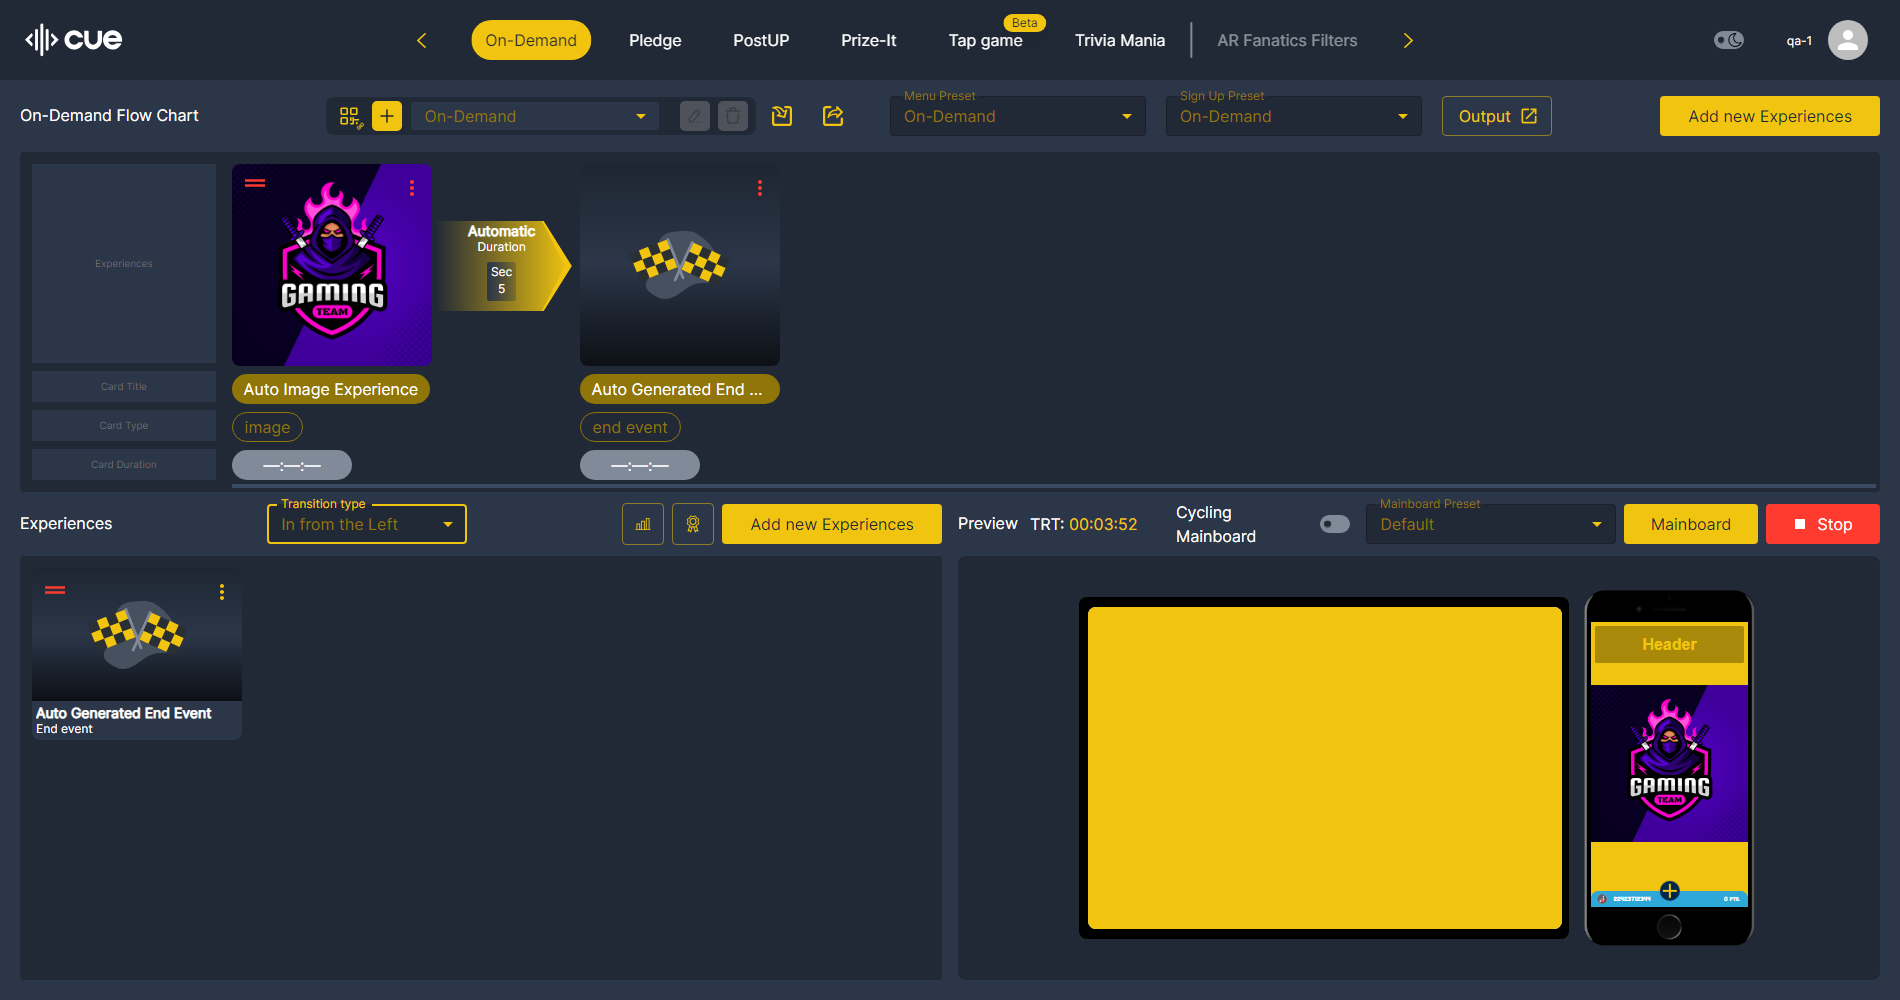 cue
On-Demand
Pledge
PostUP
Prize-It
Tap game
Beta
Trivia Mania
AR Fanatics Filters
qa-1
On-Demand Flow Chart
On-Demand
Menu Preset
On-Demand
Sign Up Preset
On-Demand
Output
Add new Experiences
Experiences
Card Title
Card Type
Card Duration
GAMING
TEAM
Automatic
Duration
Sec
5
Auto Image Experience
Auto Generated End ...
image
end event
—:—:—
—:—:—
Experiences
Transition type
In from the Left
Add new Experiences
Preview
TRT: 00:03:52
Cycling
Mainboard
Mainboard Preset
Default
Mainboard
Stop
Auto Generated End Event
End event
Header
GAMING
TEAM
0 PTS.